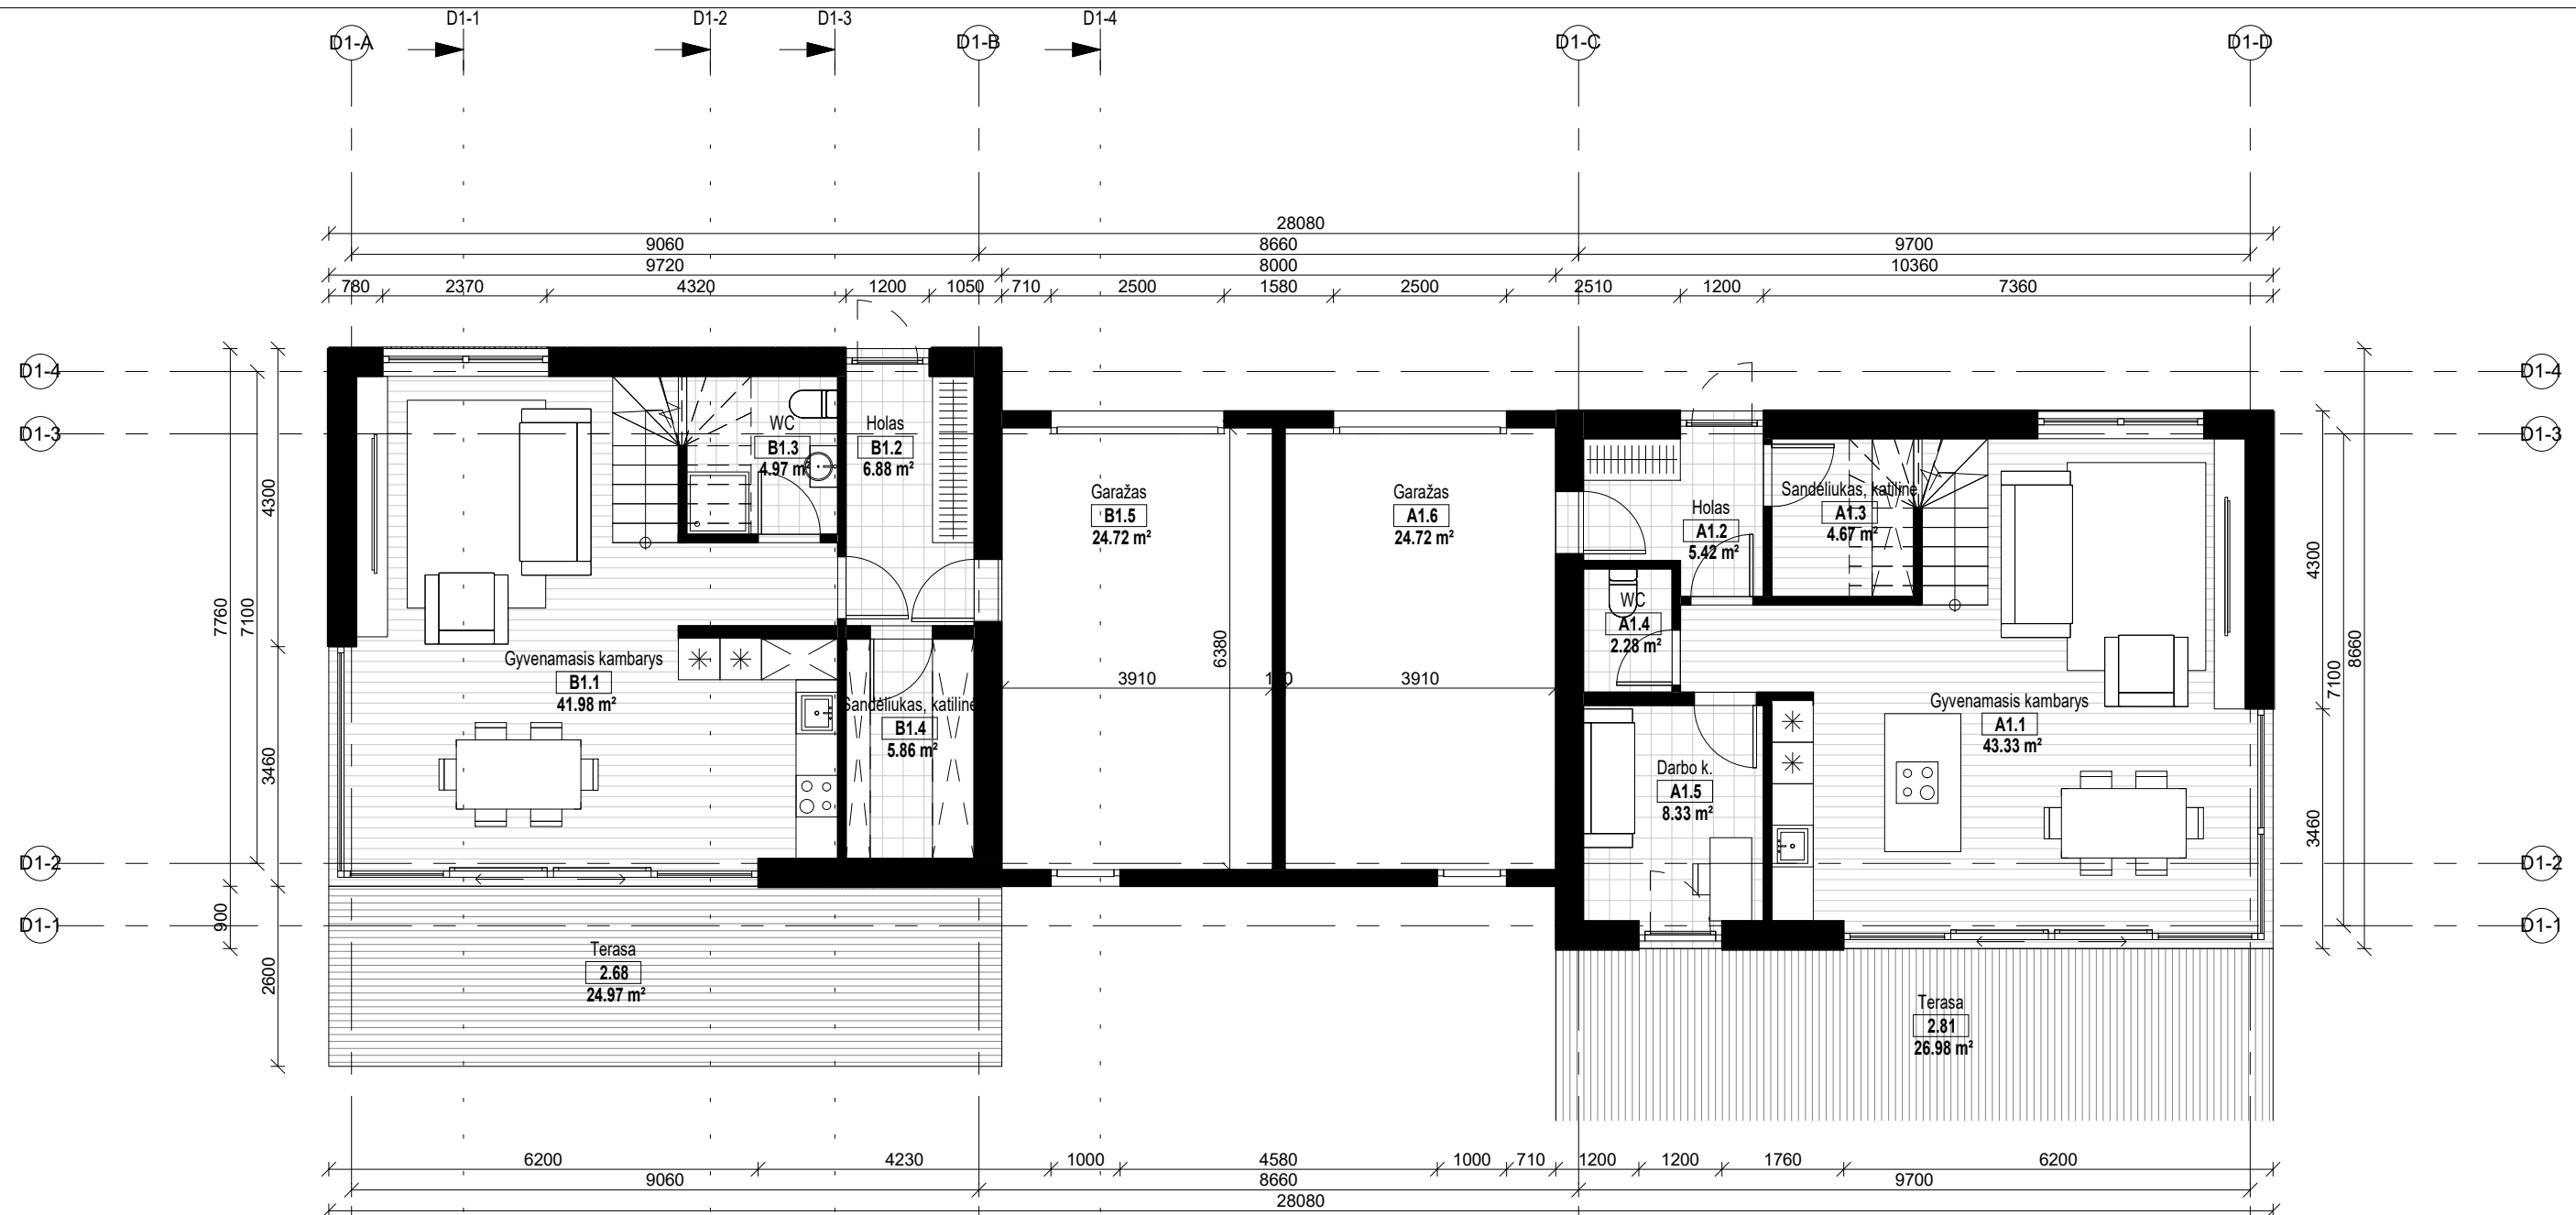 D1-1 D1-2 D1-3 D1-4
D1-A D1-B D1-C D1-D
28080
9060 8660 9700
9720 8000 10360
780 2370 4320 1200 1050 710 2500 1580 2500 2510 1200 7360
D1-4 D1-4
D1-3 D1-3
WC
B1.3
4.97 m²
Holas
B1.2
6.88 m²
Garažas
B1.5
24.72 m²
Garažas
A1.6
24.72 m²
Holas
A1.2
5.42 m²
Sandėliukas, katilinė
A1.3
4.67 m²
4300
7760
7100
3460
900
2600
WC
A1.4
2.28 m²
6380
3910 3910
Gyvenamasis kambarys
B1.1
41.98 m²
Sandėliukas, katilinė
B1.4
5.86 m²
Gyvenamasis kambarys
A1.1
43.33 m²
Darbo k.
A1.5
8.33 m²
4300
7100
8660
3460
D1-2 D1-2
D1-1 D1-1
Terasa
2.68
24.97 m²
Terasa
2.81
26.98 m²
6200 4230 1000 4580 1000 710 1200 1200 1760 6200
9060 8660 9700
28080